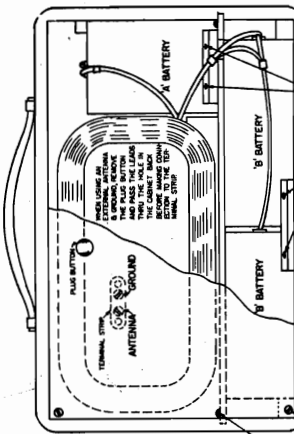 'A' BATTERY
'B' BATTERY
'B' BATTERY
WHEN USING AN
EXTERNAL ANTENNA
& GROUND, REMOVE
THE PLUG BUTTON
AND PASS THE LEADS
THRU THE HOLE IN
THE CABINET BACK
BEFORE MAKING CONN-
ECTION TO THE TER-
MINAL STRIP.
PLUG BUTTON
TERMINAL STRIP
GROUND
ANTENNA